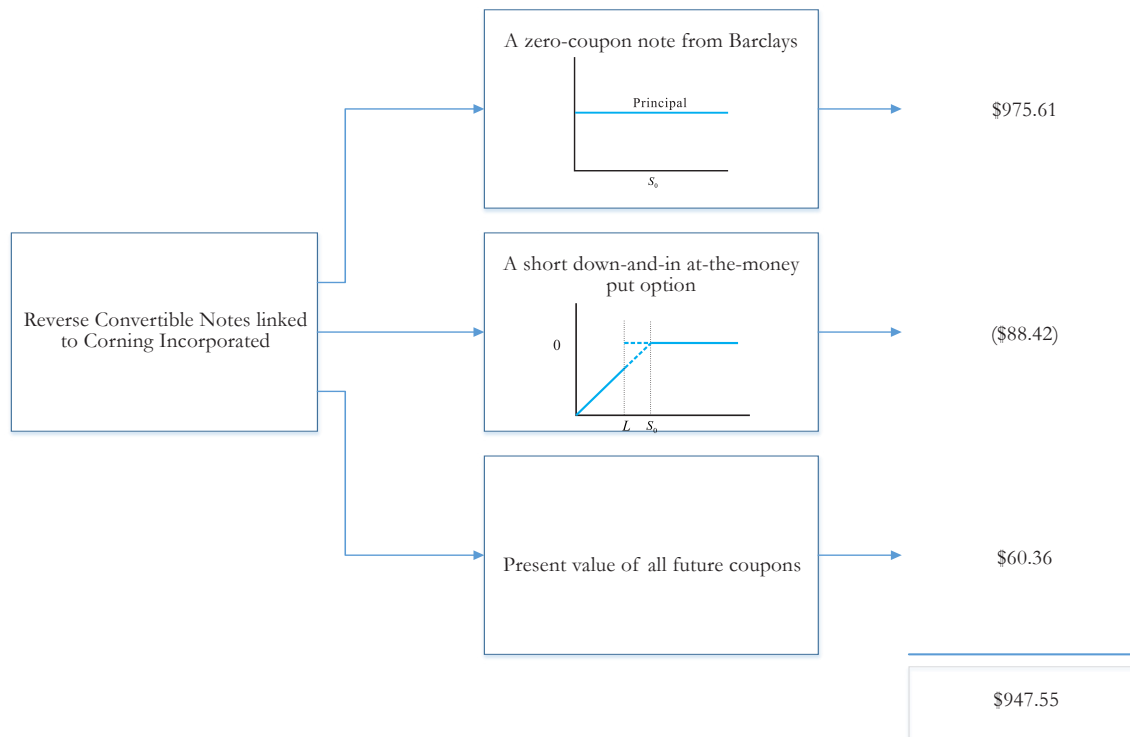 A zero-coupon note from Barclays
Principal
S₀
$975.61
Reverse Convertible Notes linked
to Corning Incorporated
A short down-and-in at-the-money
put option
0
L S₀
($88.42)
Present value of all future coupons
$60.36
$947.55